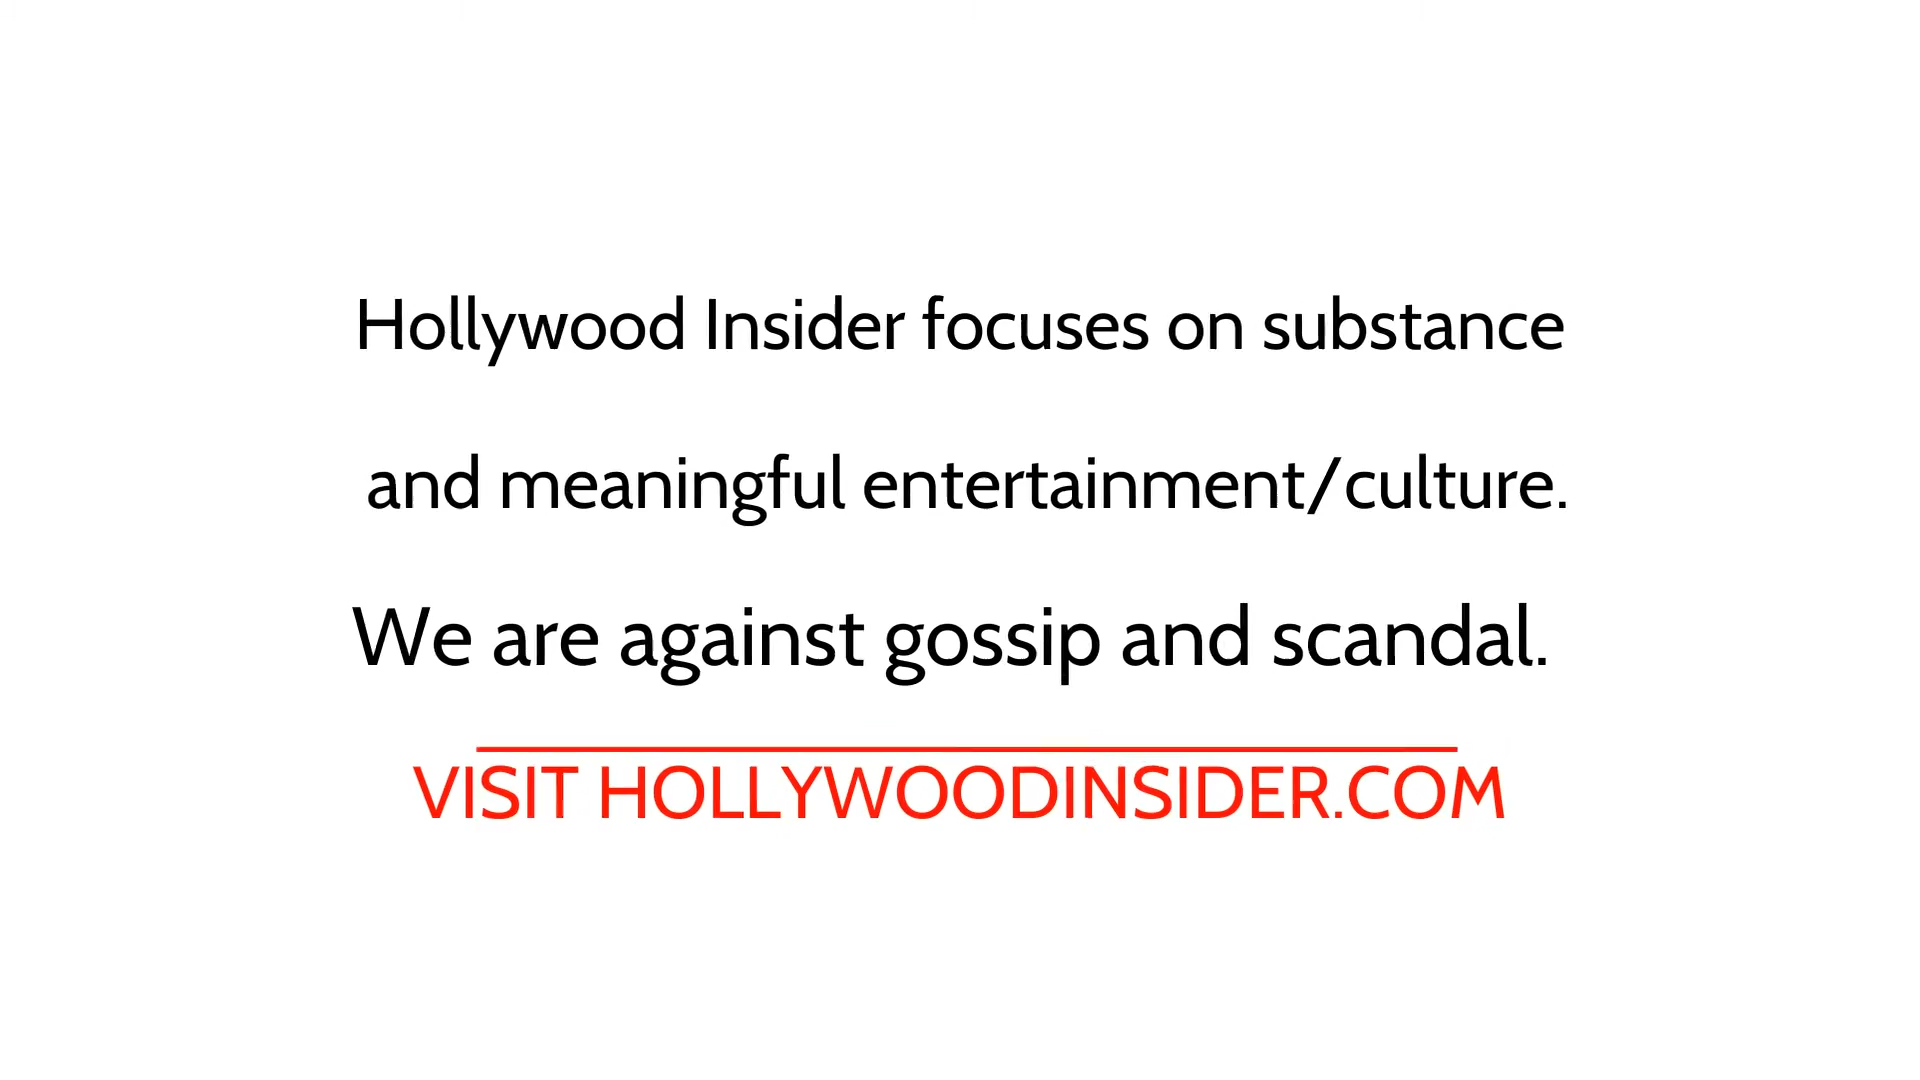 Hollywood Insider focuses on substance
and meaningful entertainment/culture.
We are against gossip and scandal.
VISIT HOLLYWOODINSIDER.COM